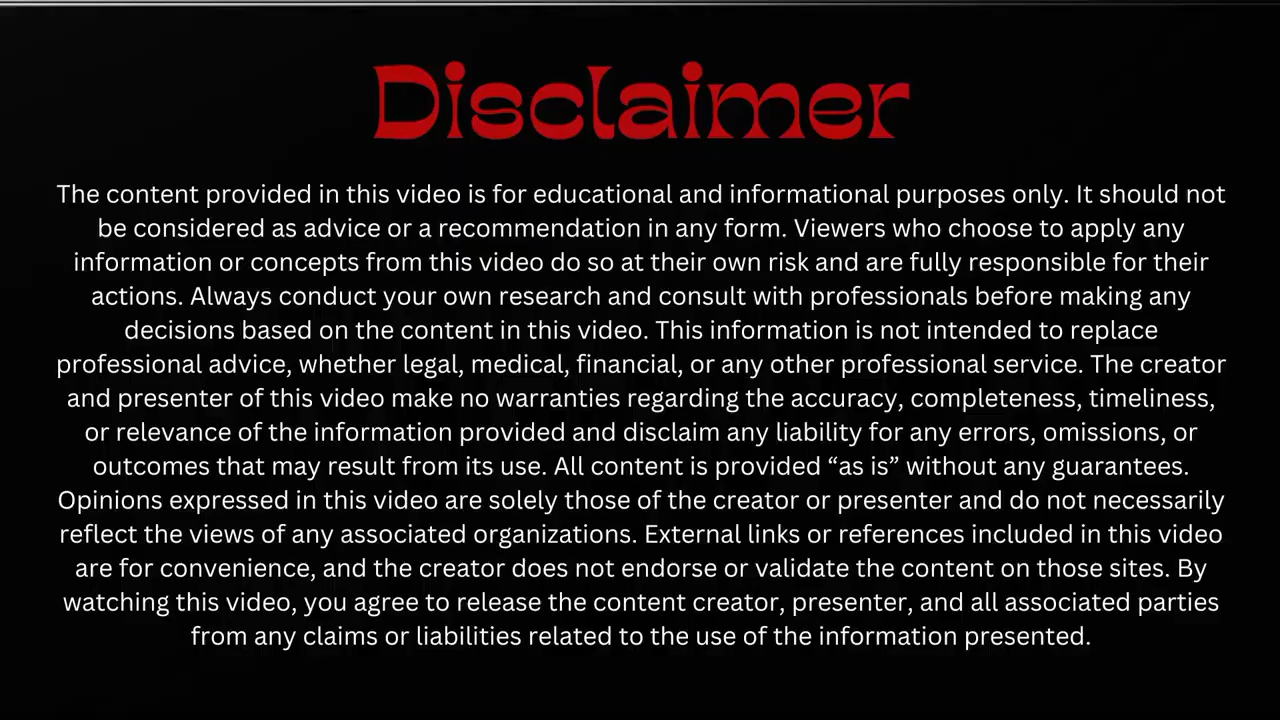 Disclaimer
The content provided in this video is for educational and informational purposes only. It should not
be considered as advice or a recommendation in any form. Viewers who choose to apply any
information or concepts from this video do so at their own risk and are fully responsible for their
actions. Always conduct your own research and consult with professionals before making any
decisions based on the content in this video. This information is not intended to replace
professional advice, whether legal, medical, financial, or any other professional service. The creator
and presenter of this video make no warranties regarding the accuracy, completeness, timeliness,
or relevance of the information provided and disclaim any liability for any errors, omissions, or
outcomes that may result from its use. All content is provided “as is” without any guarantees.
Opinions expressed in this video are solely those of the creator or presenter and do not necessarily
reflect the views of any associated organizations. External links or references included in this video
are for convenience, and the creator does not endorse or validate the content on those sites. By
watching this video, you agree to release the content creator, presenter, and all associated parties
from any claims or liabilities related to the use of the information presented.